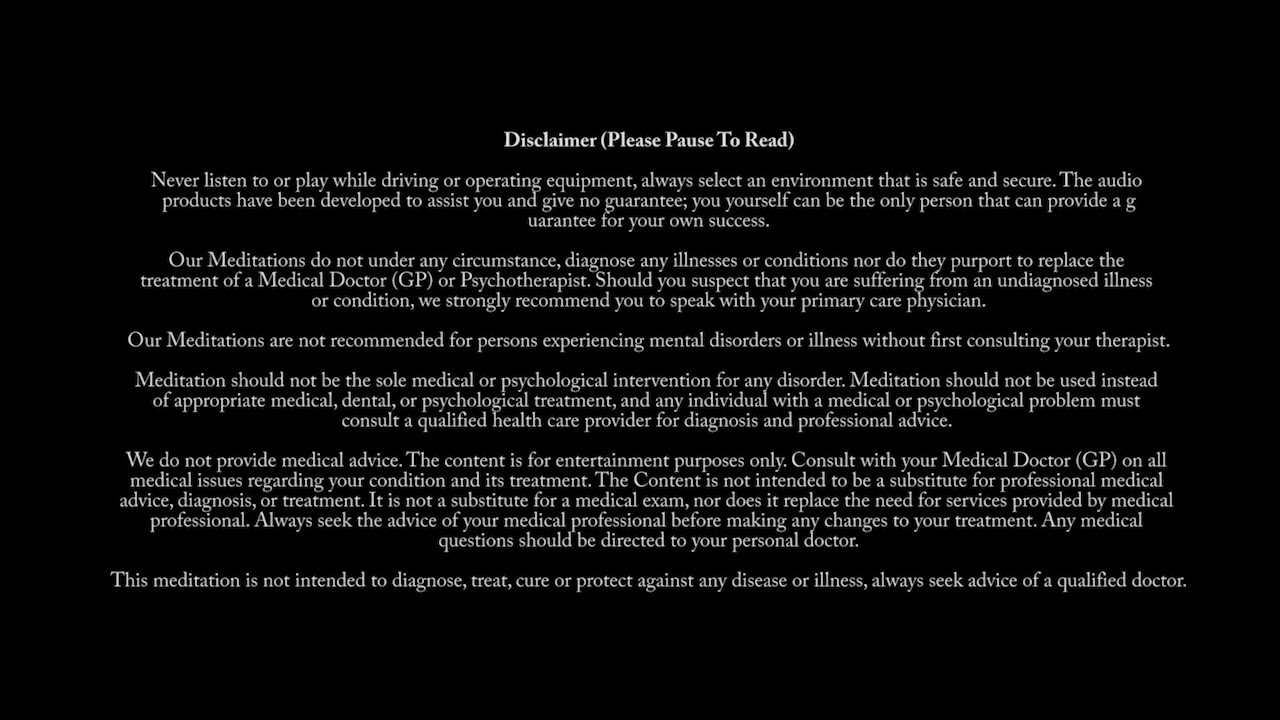 Disclaimer (Please Pause To Read)
Never listen to or play while driving or operating equipment, always select an environment that is safe and secure. The audio
products have been developed to assist you and give no guarantee; you yourself can be the only person that can provide a g
uarantee for your own success.
Our Meditations do not under any circumstance, diagnose any illnesses or conditions nor do they purport to replace the
treatment of a Medical Doctor (GP) or Psychotherapist. Should you suspect that you are suffering from an undiagnosed illness
or condition, we strongly recommend you to speak with your primary care physician.
Our Meditations are not recommended for persons experiencing mental disorders or illness without first consulting your therapist.
Meditation should not be the sole medical or psychological intervention for any disorder. Meditation should not be used instead
of appropriate medical, dental, or psychological treatment, and any individual with a medical or psychological problem must
consult a qualified health care provider for diagnosis and professional advice.
We do not provide medical advice. The content is for entertainment purposes only. Consult with your Medical Doctor (GP) on all
medical issues regarding your condition and its treatment. The Content is not intended to be a substitute for professional medical
advice, diagnosis, or treatment. It is not a substitute for a medical exam, nor does it replace the need for services provided by medical
professional. Always seek the advice of your medical professional before making any changes to your treatment. Any medical
questions should be directed to your personal doctor.
This meditation is not intended to diagnose, treat, cure or protect against any disease or illness, always seek advice of a qualified doctor.